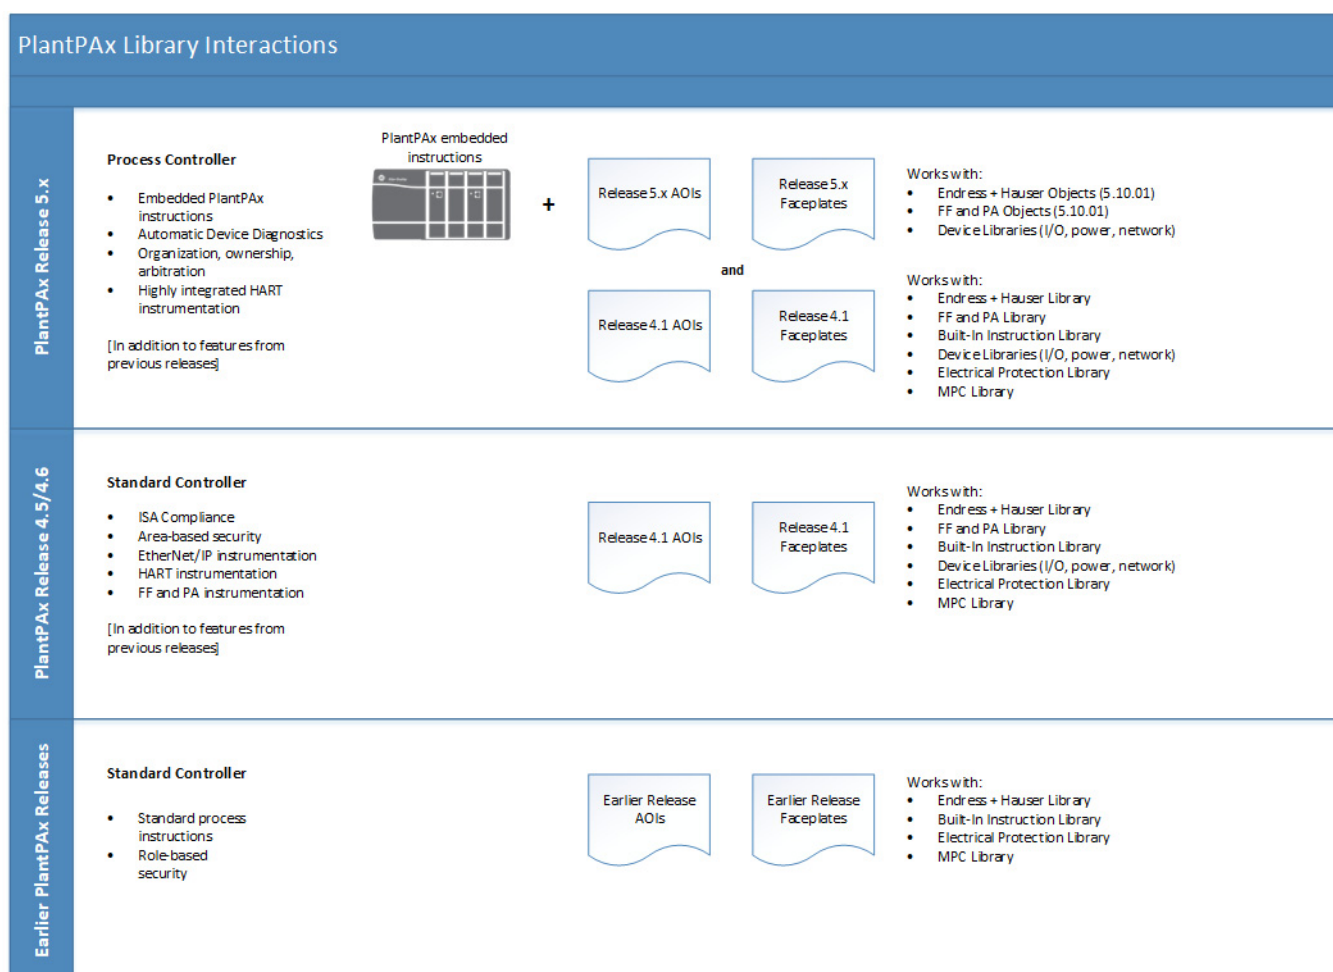 PlantPAx Library Interactions
PlantPAx Release 5.x
Process Controller
• Embedded PlantPAx
instructions
• Automatic Device Diagnostics
• Organization, ownership,
arbitration
• Highly integrated HART
instrumentation
[In addition to features from
previous releases]
PlantPAx embedded
instructions
+
Release 5.x AOIs
Release 5.x
Faceplates
Works with:
• Endress + Hauser Objects (5.10.01)
• FF and PA Objects (5.10.01)
• Device Libraries (I/O, power, network)
and
Release 4.1 AOIs
Release 4.1
Faceplates
Works with:
• Endress + Hauser Library
• FF and PA Library
• Built-In Instruction Library
• Device Libraries (I/O, power, network)
• Electrical Protection Library
• MPC Library
PlantPAx Release 4.5/4.6
Standard Controller
• ISA Compliance
• Area-based security
• EtherNet/IP instrumentation
• HART instrumentation
• FF and PA instrumentation
[In addition to features from
previous releases]
Release 4.1 AOIs
Release 4.1
Faceplates
Works with:
• Endress + Hauser Library
• FF and PA Library
• Built-In Instruction Library
• Device Libraries (I/O, power, network)
• Electrical Protection Library
• MPC Library
Earlier PlantPAx Releases
Standard Controller
• Standard process
instructions
• Role-based
security
Earlier Release
AOIs
Earlier Release
Faceplates
Works with:
• Endress + Hauser Library
• Built-In Instruction Library
• Electrical Protection Library
• MPC Library